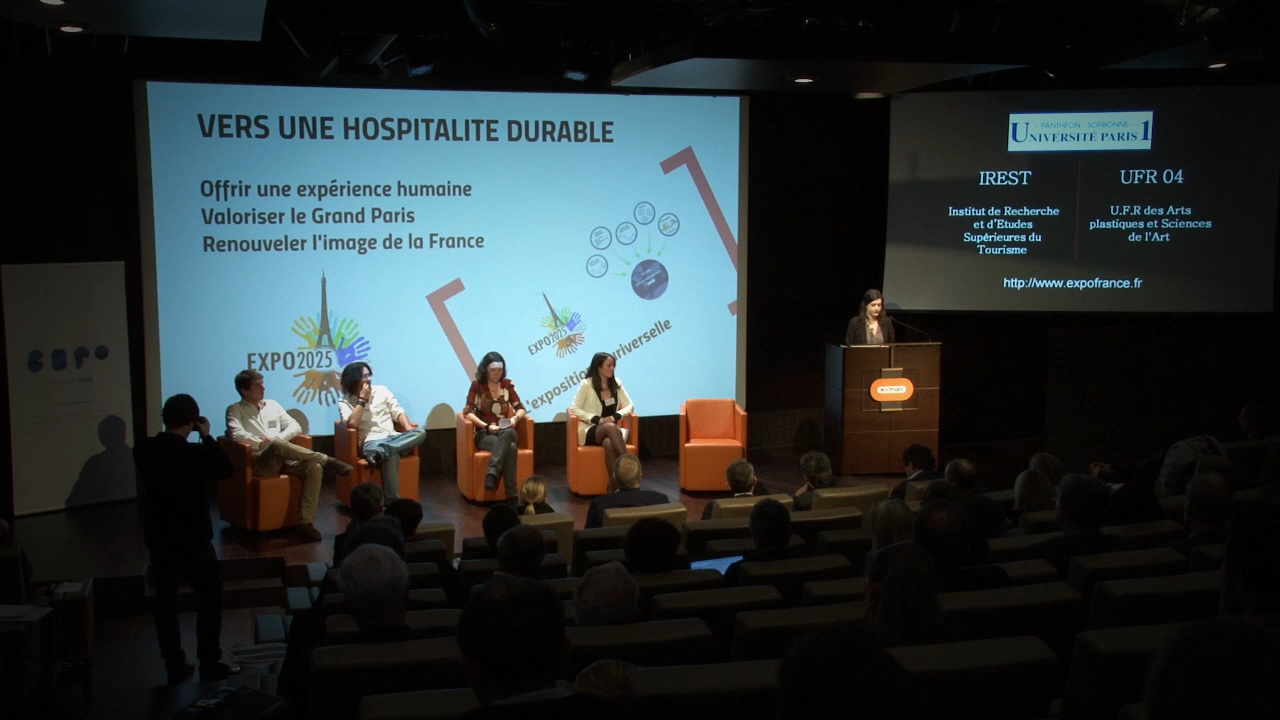 VERS UNE HOSPITALITE DURABLE
Offrir une expérience humaine
Valoriser le Grand Paris
Renouveler l'image de la France
EXPO2025
EXPO2025
l'exposition universelle
PANTHÉON - SORBONNE
UNIVERSITÉ PARIS 1
IREST
Institut de Recherche
et d'Etudes
Supérieures du
Tourisme
UFR 04
U.F.R des Arts
plastiques et Sciences
de l'Art
http://www.expofrance.fr